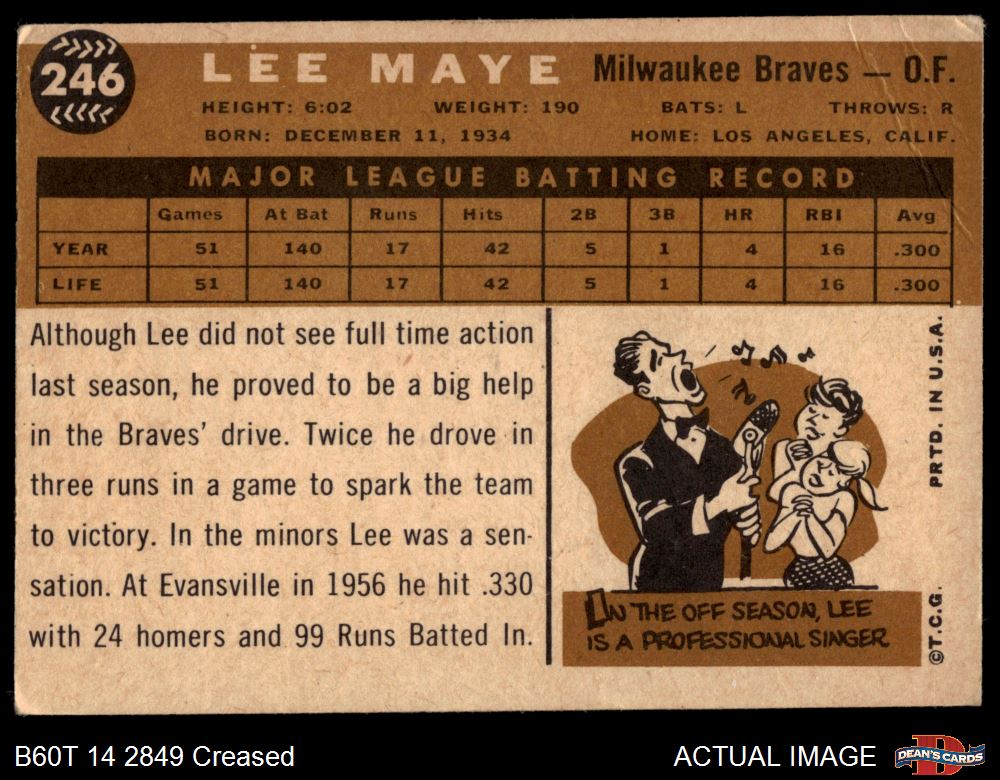 246
LEE MAYE Milwaukee Braves — O.F.
HEIGHT: 6:02 WEIGHT: 190 BATS: L THROWS: R
BORN: DECEMBER 11, 1934 HOME: LOS ANGELES, CALIF.
MAJOR LEAGUE BATTING RECORD
Games At Bat Runs Hits 2B 3B HR RBI Avg
YEAR 51 140 17 42 5 1 4 16 .300
LIFE 51 140 17 42 5 1 4 16 .300
Although Lee did not see full time action
last season, he proved to be a big help
in the Braves' drive. Twice he drove in
three runs in a game to spark the team
to victory. In the minors Lee was a sen-
sation. At Evansville in 1956 he hit .330
with 24 homers and 99 Runs Batted In.
IN THE OFF SEASON, LEE
IS A PROFESSIONAL SINGER
©T.C.G. PRTD. IN U.S.A.
B60T 14 2849 Creased
ACTUAL IMAGE
DEAN'S CARDS